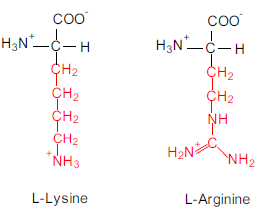 COO⁻
H₃N⁺ C H
CH₂
CH₂
CH₂
CH₂
⁺NH₃
L-Lysine
COO⁻
H₃N⁺ C H
CH₂
CH₂
CH₂
NH
C
H₂N⁺ NH₂
L-Arginine